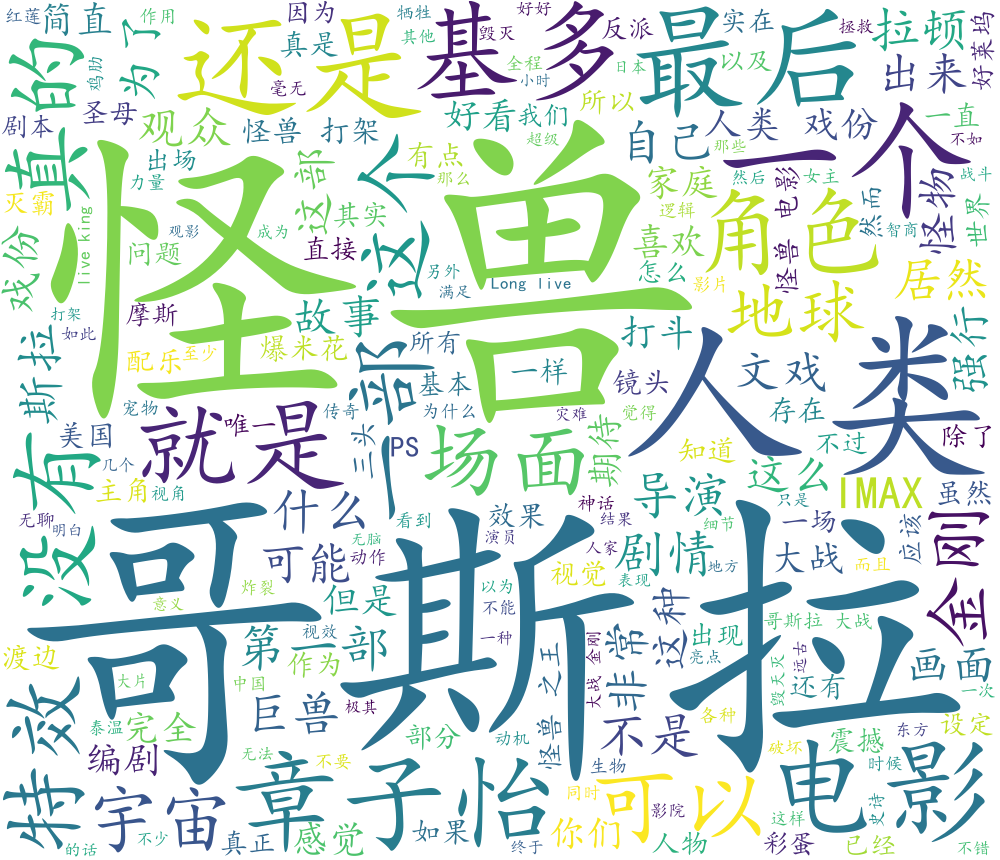 红莲
简直
作用
因为
牺牲
其他
真是
还是
基多
好好
毁灭
反派
最后
实在
拉顿
拯救
好莱坞
真的
鸡肋
为了
毫无
全程
小时
日本
以及
出来
剧本
圣母
观众
怪兽 打架
好看
我们
所以
自己
人类 戏份
一直
超级
那些
不如
一个
灭霸
出场
力量
这部
有点
那么
这个
家庭
然后
女主
战斗
怪兽 电影
怪物
然而
世界
live king
戏份
问题
观影
成为
其实
直接
另外
满足
Long live
喜欢
逻辑
怎么
影片
角色
智商
居然
怪兽
地球
打架
如此
斯拉
摩斯
配乐
至少
故事
爆米花
所有
一部
一样
打斗
镜头
文戏
强行
人类
宠物
传奇
基本
为什么
灾难
觉得
存在
除了
美国
就是
唯一
三头
PS
场面
期待
知道
不过
没有
几个
主角
视角
无聊
明白
什么
看到
神话
导演
这么
只是
IMAX
虽然
金刚
可能
无脑
动作
效果
演员
结果
人家
剧情
细节
一场
大战
应该
而且
炸裂
意义
但是
以为
不能
视觉
表现
地方
哥斯拉
渡边
第一部
视效
作为
一种
非常
这种
出现
亮点
哥斯拉 大战
毁灭灭
远古
还有
画面
一次
特效
大片
中国
巨兽
极其
怪兽 之王
大战 金刚
不是
各种
设定
泰温
完全
编剧
无法
不要
部分
动机
生物
破坏
震撼
东方
时候
宇宙
章子怡
同时
可以
电影
的话
不少
真正
感觉
如果
终于
你们
影院
人物
这样
彩蛋
史诗
已经
不错